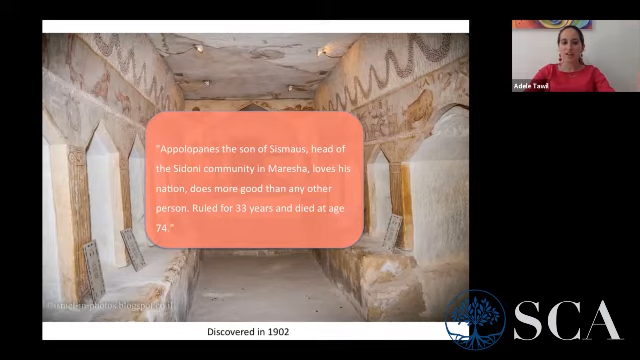 Adele Tawil
"Appolopanes the son of Sismaus, head of
the Sidoni community in Maresha, loves his
nation, does more good than any other
person. Ruled for 33 years and died at age
74."
SCA
Discovered in 1902